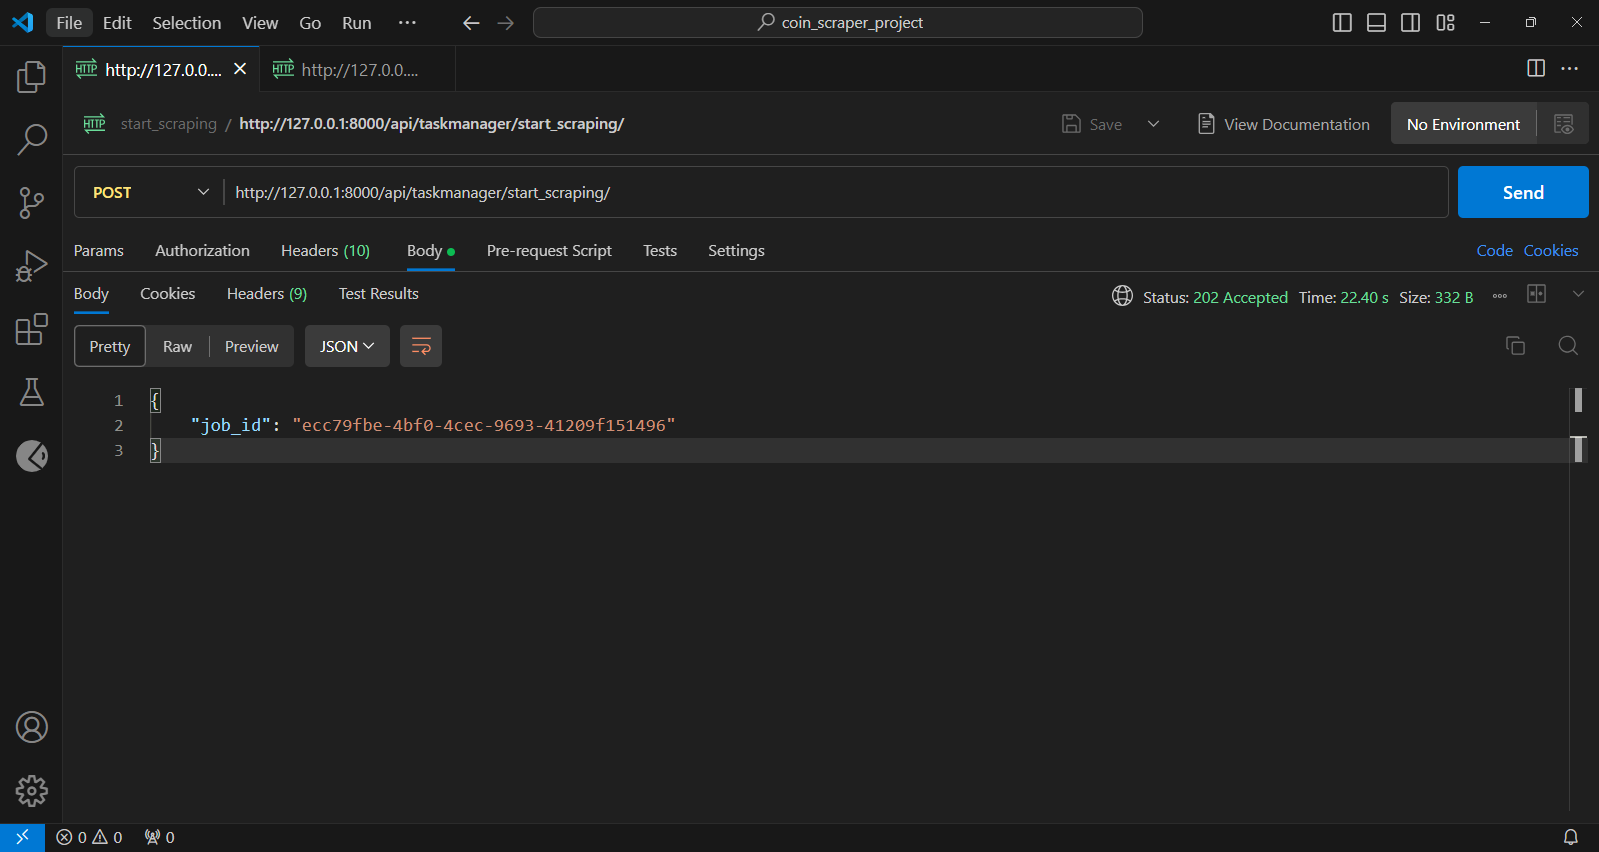 File Edit Selection View Go Run ··· coin_scraper_project
HTTP http://127.0.0.... HTTP http://127.0.0....
HTTP start_scraping / http://127.0.0.1:8000/api/taskmanager/start_scraping/ Save View Documentation No Environment
POST http://127.0.0.1:8000/api/taskmanager/start_scraping/ Send
Params Authorization Headers (10) Body Pre-request Script Tests Settings Code Cookies
Body Cookies Headers (9) Test Results Status: 202 Accepted Time: 22.40 s Size: 332 B
Pretty Raw Preview JSON
1 {
2 "job_id": "ecc79fbe-4bf0-4cec-9693-41209f151496"
3 }
0 0 0